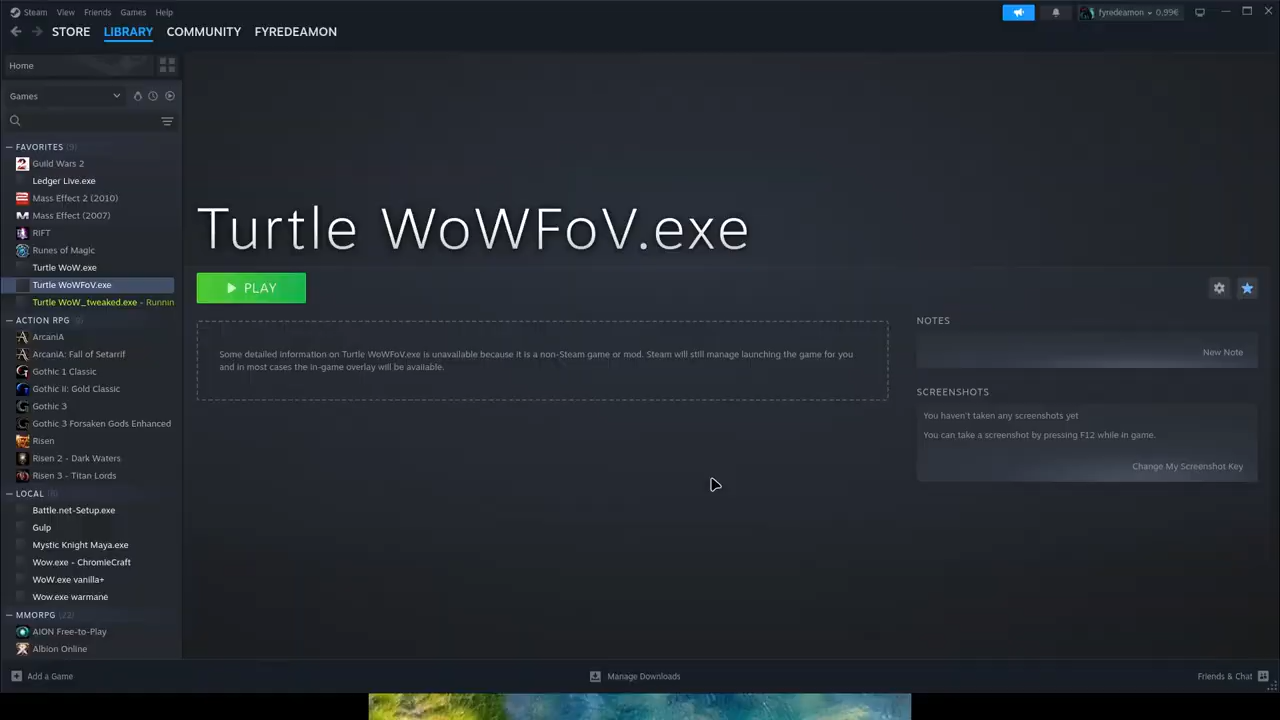 Steam View Friends Games Help
fyredeamon 0,99€
STORE LIBRARY COMMUNITY FYREDEAMON
Home
Games
FAVORITES (9)
Guild Wars 2
Ledger Live.exe
Mass Effect 2 (2010)
Mass Effect (2007)
RIFT
Runes of Magic
Turtle WoW.exe
Turtle WoWFoV.exe
Turtle WoW_tweaked.exe - Runnin
ACTION RPG
ArcaniA
ArcaniA: Fall of Setarrif
Gothic 1 Classic
Gothic II: Gold Classic
Gothic 3
Gothic 3 Forsaken Gods Enhanced
Risen
Risen 2 - Dark Waters
Risen 3 - Titan Lords
LOCAL
Battle.net-Setup.exe
Gulp
Mystic Knight Maya.exe
Wow.exe - ChromieCraft
WoW.exe vanilla+
Wow.exe warmane
MMORPG (22)
AION Free-to-Play
Albion Online
Turtle WoWFoV.exe
PLAY
Some detailed information on Turtle WoWFoV.exe is unavailable because it is a non-Steam game or mod. Steam will still manage launching the game for you
and in most cases the in-game overlay will be available.
NOTES
New Note
SCREENSHOTS
You haven't taken any screenshots yet
You can take a screenshot by pressing F12 while in game.
Change My Screenshot Key
Add a Game
Manage Downloads
Friends & Chat